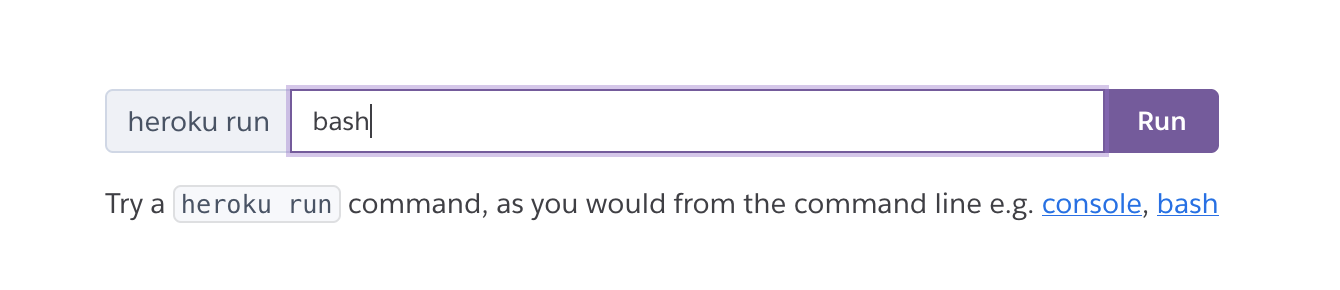 heroku run bash Run
Try a heroku run command, as you would from the command line e.g. console, bash